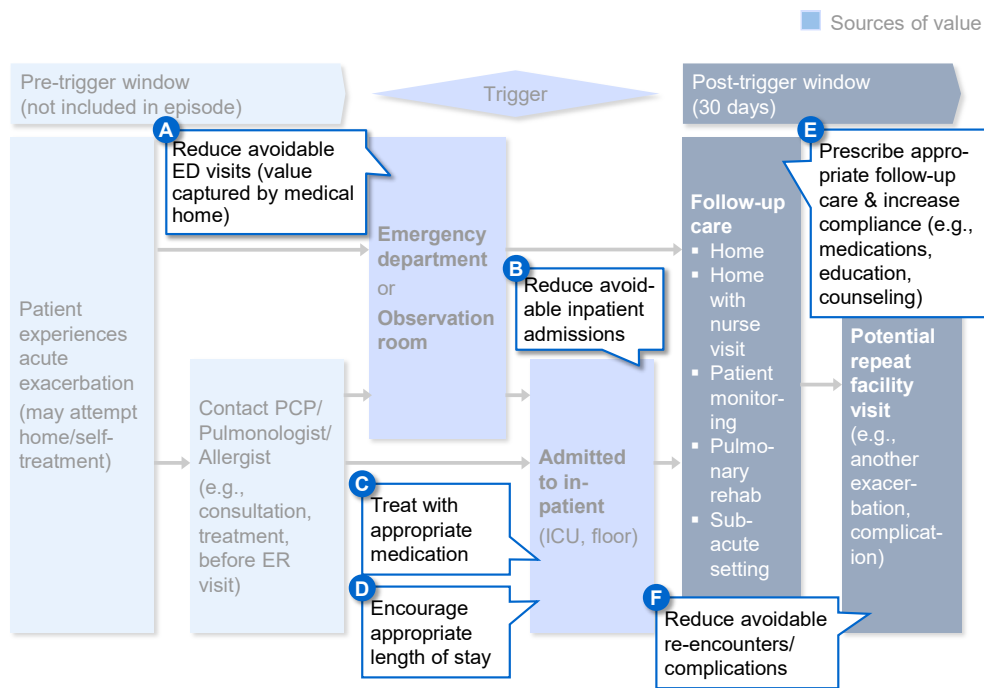 Sources of value
Pre-trigger window
(not included in episode)
Trigger
Post-trigger window
(30 days)
A
Reduce avoidable
ED visits (value
captured by medical
home)
E
Prescribe appro-
priate follow-up
care & increase
compliance (e.g.,
medications,
education,
counseling)
Patient
experiences
acute
exacerbation
(may attempt
home/self-
treatment)
Contact PCP/
Pulmonologist/
Allergist
(e.g.,
consultation,
treatment,
before ER
visit)
Emergency
department
or
Observation
room
B
Reduce avoid-
able inpatient
admissions
C
Treat with
appropriate
medication
D
Encourage
appropriate
length of stay
Admitted
to in-
patient
(ICU, floor)
Follow-up
care
▪ Home
▪ Home
with
nurse
visit
▪ Patient
monitor-
ing
▪ Pulmo-
nary
rehab
▪ Sub-
acute
setting
Potential
repeat
facility
visit
(e.g.,
another
exacer-
bation,
complicat-
ion)
F
Reduce avoidable
re-encounters/
complications